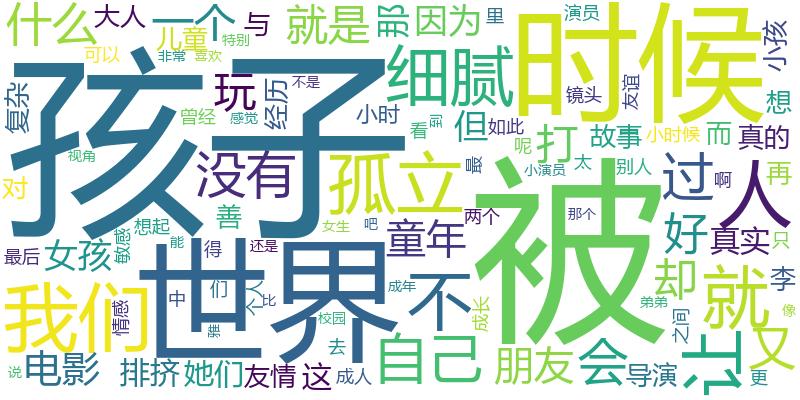 什么
大人
一个
与
就是
那
因为
里
演员
儿童
可以
特别
非常
喜欢
孩子
时候
小孩
复杂
玩
经历
不是
细腻
镜头
友谊
想
曾经
感觉
小时
但
如此
看
打
故事
小时候
而
真的
视角
没有
孤立
最
呢
小演员
太
别人
啊
再
对
被
过
人
善
童年
两个
那个
好
真实
只
敏感
想起
女生
吧
最后
女孩
能
得
还是
世界
不
却
就
李
我们
情感
中
们
个人
比
成年
成长
弟弟
之间
像
雅
校园
去
让
又
说
电影
排挤
她们
友情
这
成人
自己
朋友
会
导演
更